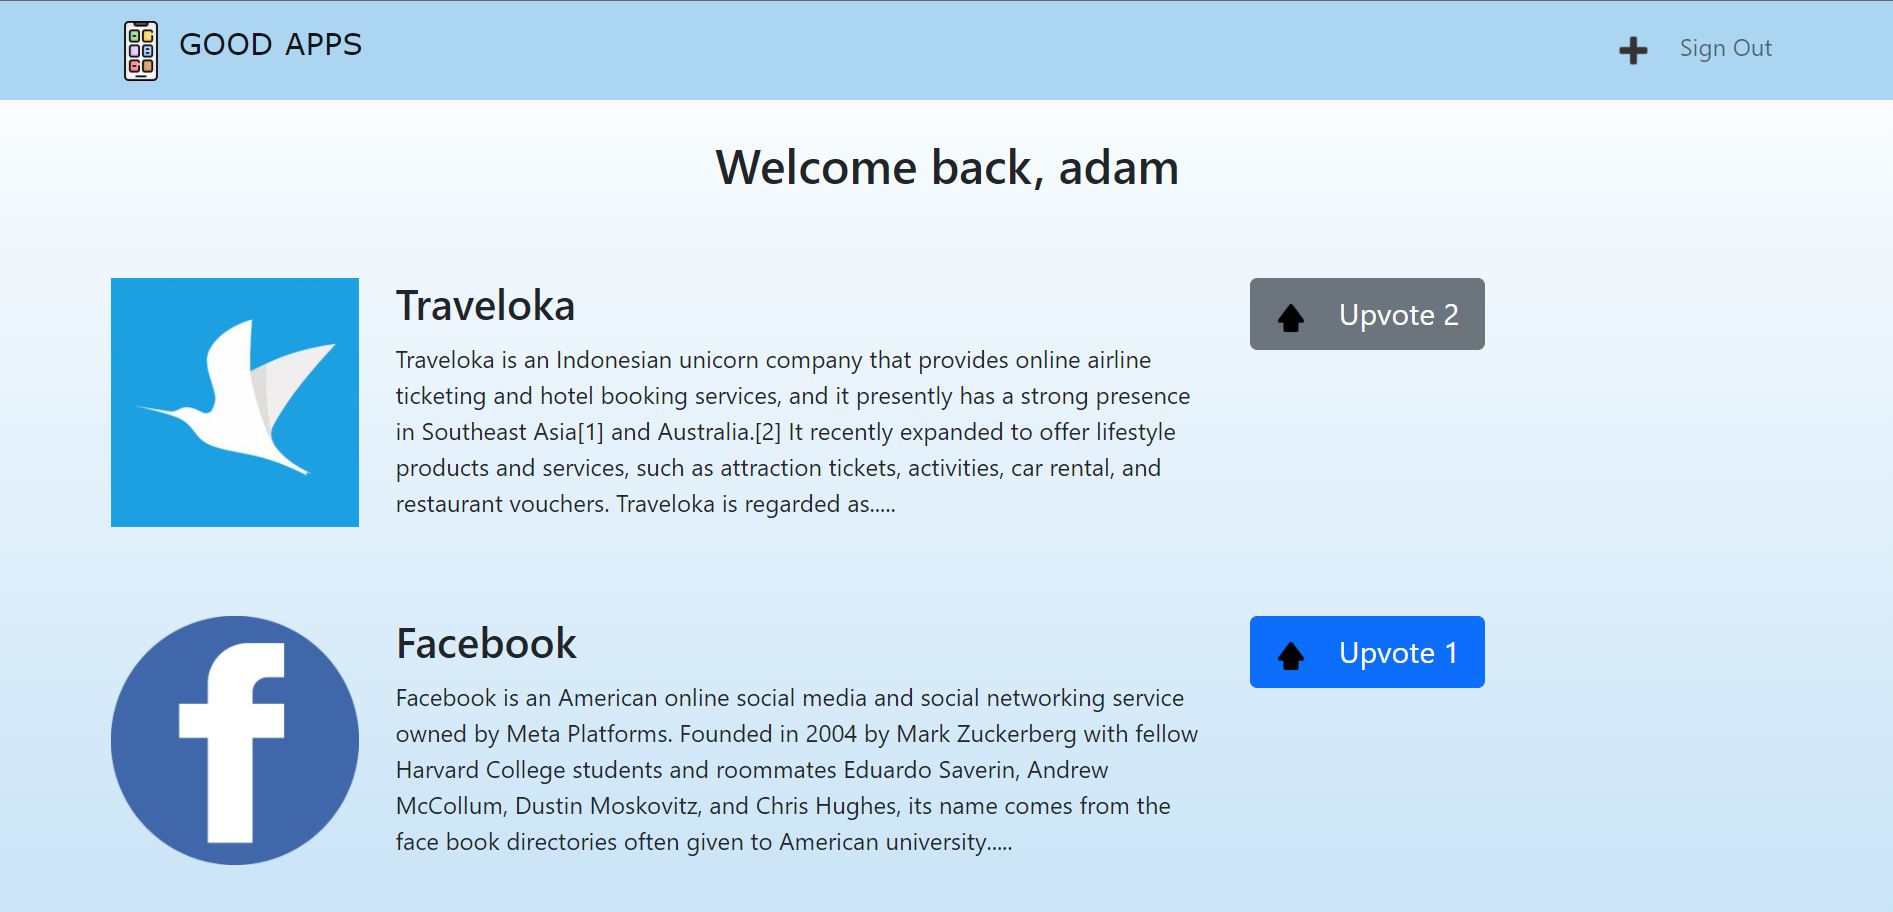 GOOD APPS
Sign Out
Welcome back, adam
Traveloka
Upvote 2
Traveloka is an Indonesian unicorn company that provides online airline
ticketing and hotel booking services, and it presently has a strong presence
in Southeast Asia[1] and Australia.[2] It recently expanded to offer lifestyle
products and services, such as attraction tickets, activities, car rental, and
restaurant vouchers. Traveloka is regarded as.....
Facebook
Upvote 1
Facebook is an American online social media and social networking service
owned by Meta Platforms. Founded in 2004 by Mark Zuckerberg with fellow
Harvard College students and roommates Eduardo Saverin, Andrew
McCollum, Dustin Moskovitz, and Chris Hughes, its name comes from the
face book directories often given to American university.....